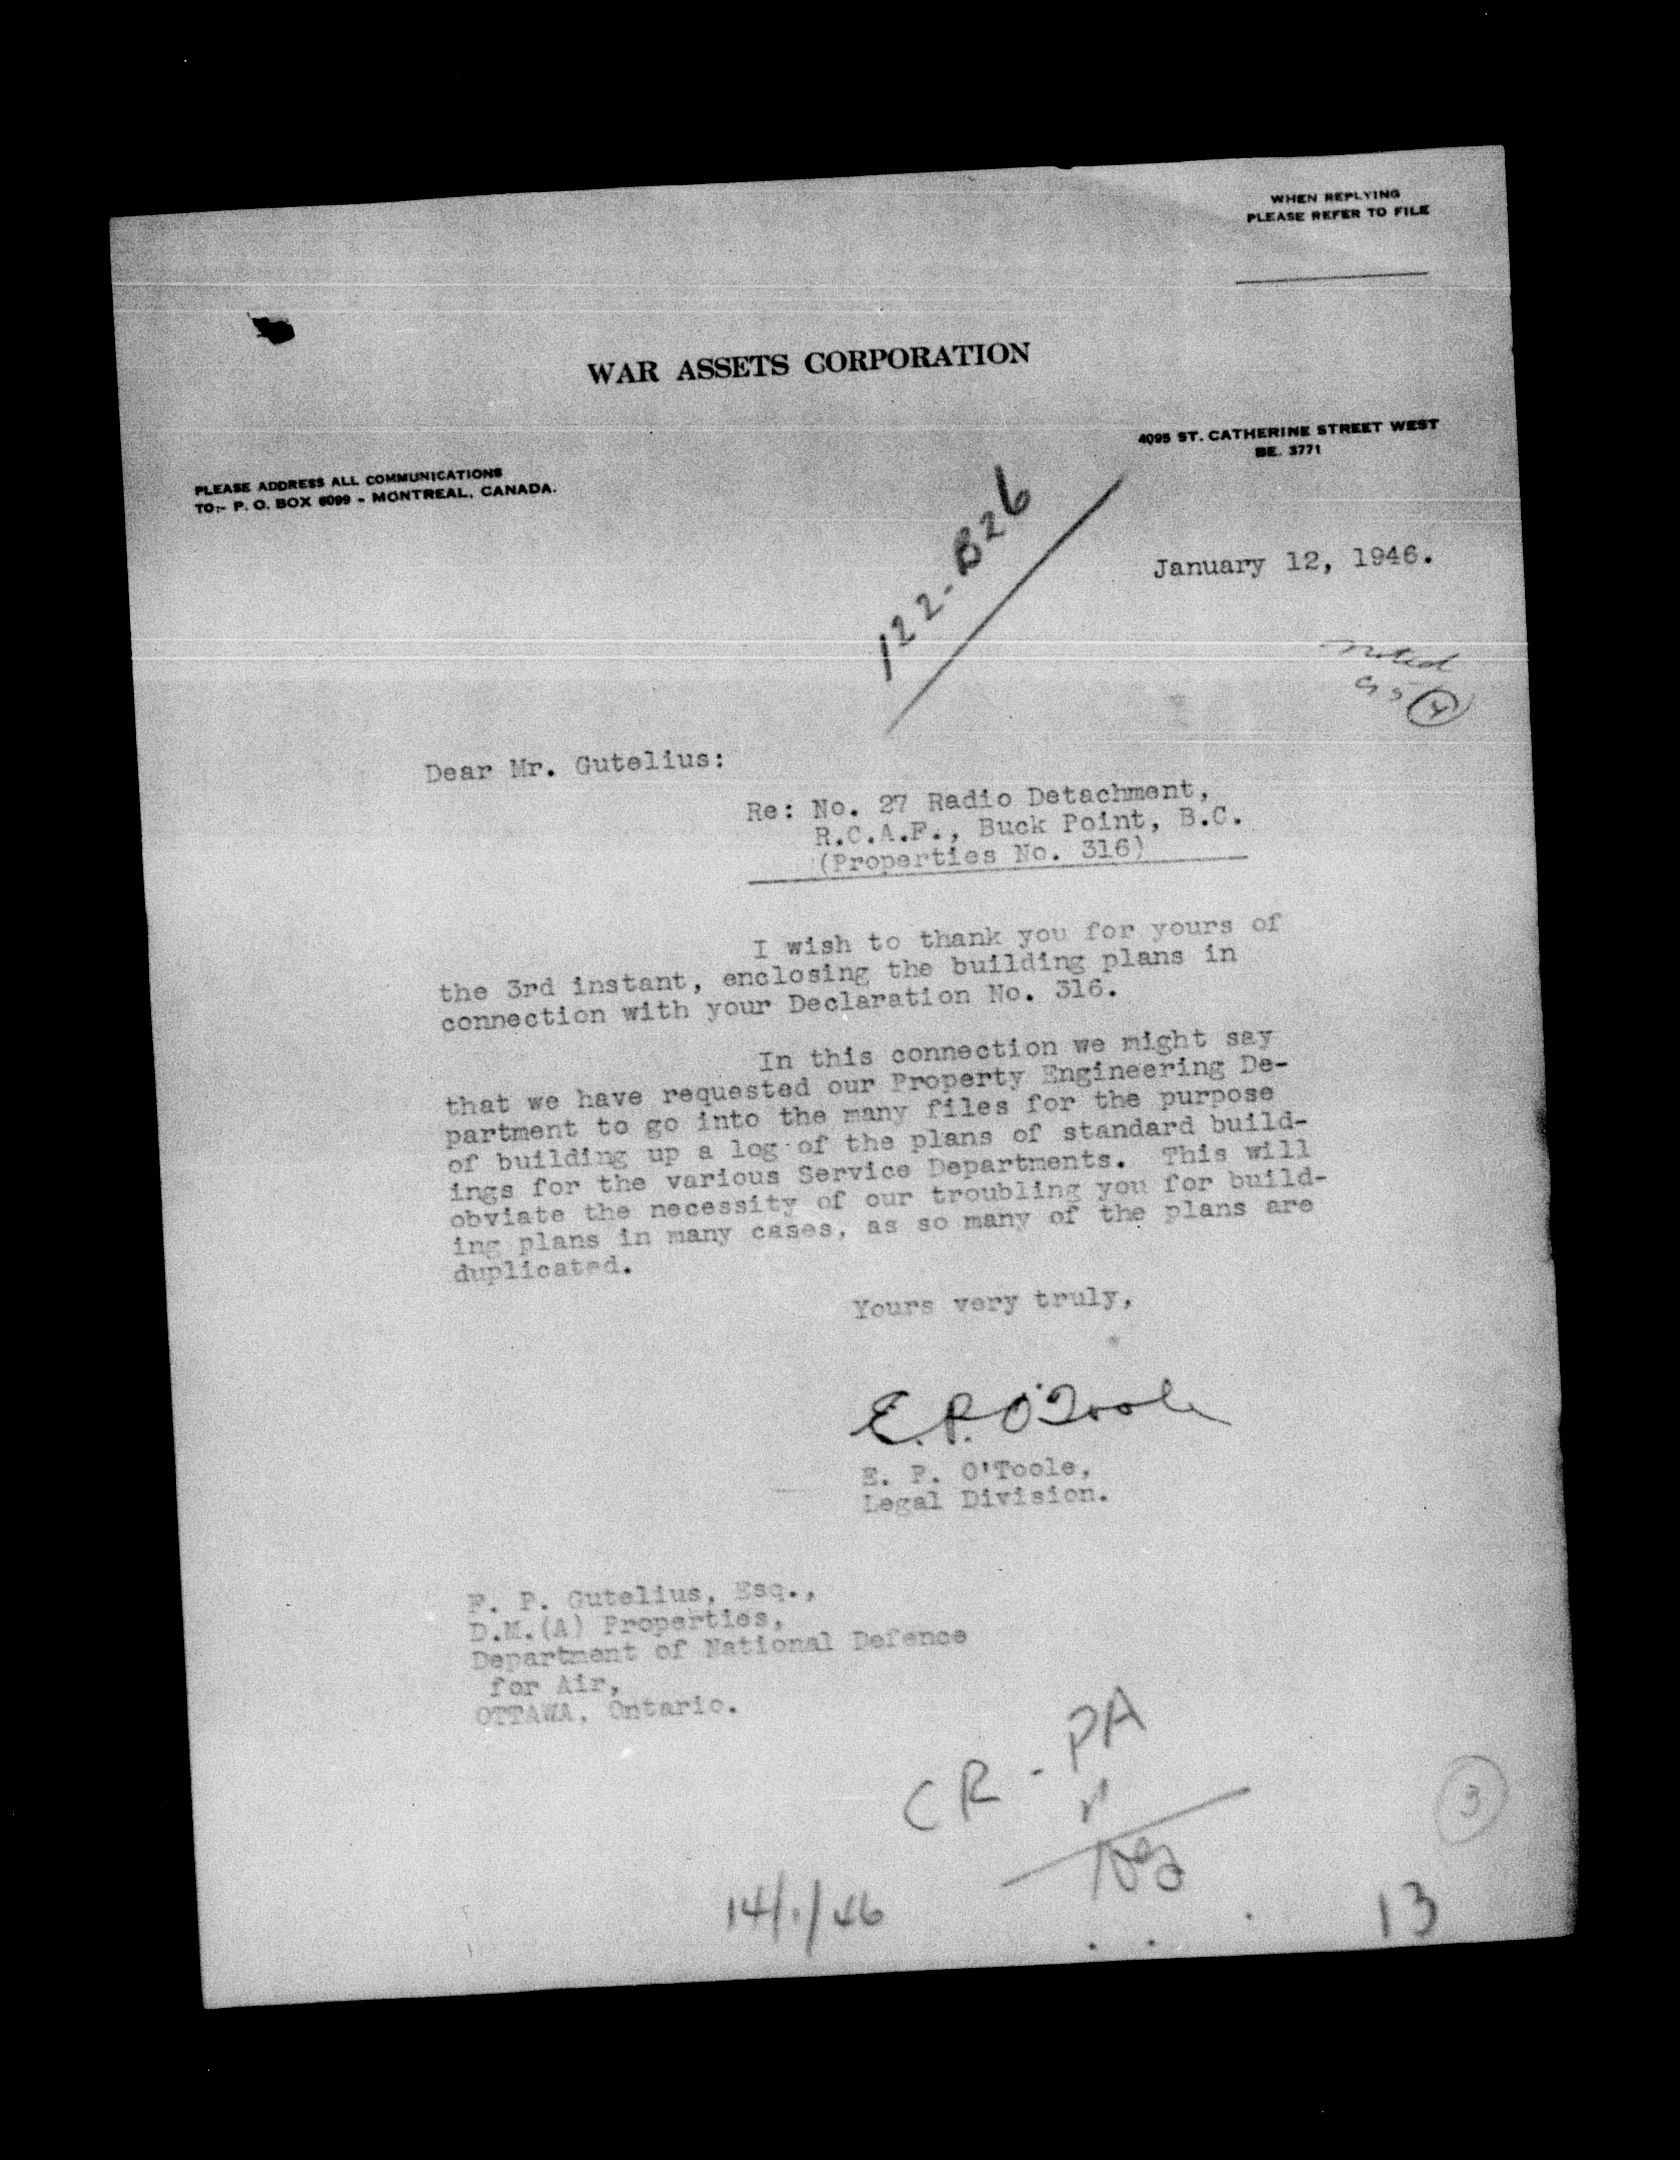 WHEN REPLYING
PLEASE REFER TO FILE
WAR ASSETS CORPORATION
4095 ST. CATHERINE STREET WEST
BE. 3771
PLEASE ADDRESS ALL COMMUNICATIONS
TO:- P. O. BOX 6099 - MONTREAL, CANADA.
122-B26
January 12, 1946.
noted
4
Dear Mr. Gutelius:
Re: No. 27 Radio Detachment,
R.C.A.F., Buck Point, B.C.
(Properties No. 316)
I wish to thank you for yours of
the 3rd instant, enclosing the building plans in
connection with your Declaration No. 316.
In this connection we might say
that we have requested our Property Engineering De-
partment to go into the many files for the purpose
of building up a log of the plans of standard build-
ings for the various Service Departments. This will
obviate the necessity of our troubling you for build-
ing plans in many cases, as so many of the plans are
duplicated.
Yours very truly,
E. P. O'Toole
E. P. O'Toole,
Legal Division.
F. P. Gutelius, Esq.,
D.M.(A) Properties,
Department of National Defence
for Air,
OTTAWA, Ontario.
CR - PA
3
14/1/46
13